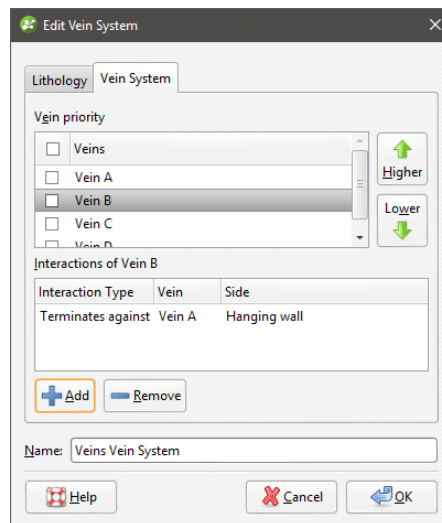 Edit Vein System
Lithology Vein System
Vein priority
Veins
Vein A
Vein B
Vein C
Vein D
Higher
Lower
Interactions of Vein B
Interaction Type Vein Side
Terminates against Vein A Hanging wall
Add Remove
Name: Veins Vein System
Help Cancel OK